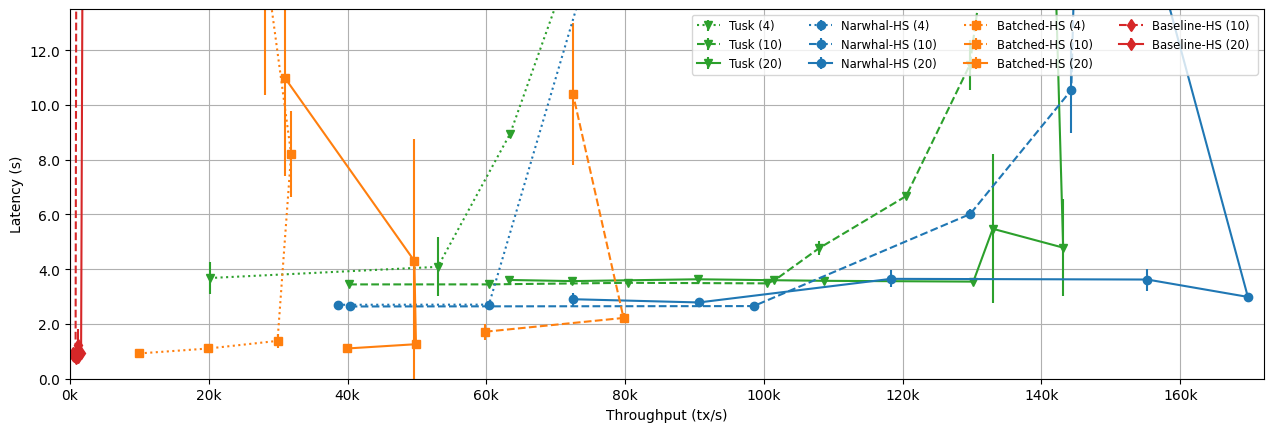 Tusk (4) Narwhal-HS (4) Batched-HS (4) Baseline-HS (10)
Tusk (10) Narwhal-HS (10) Batched-HS (10) Baseline-HS (20)
Tusk (20) Narwhal-HS (20) Batched-HS (20)
12.0
10.0
8.0
6.0
4.0
2.0
0.0
Latency (s)
0k 20k 40k 60k 80k 100k 120k 140k 160k
Throughput (tx/s)